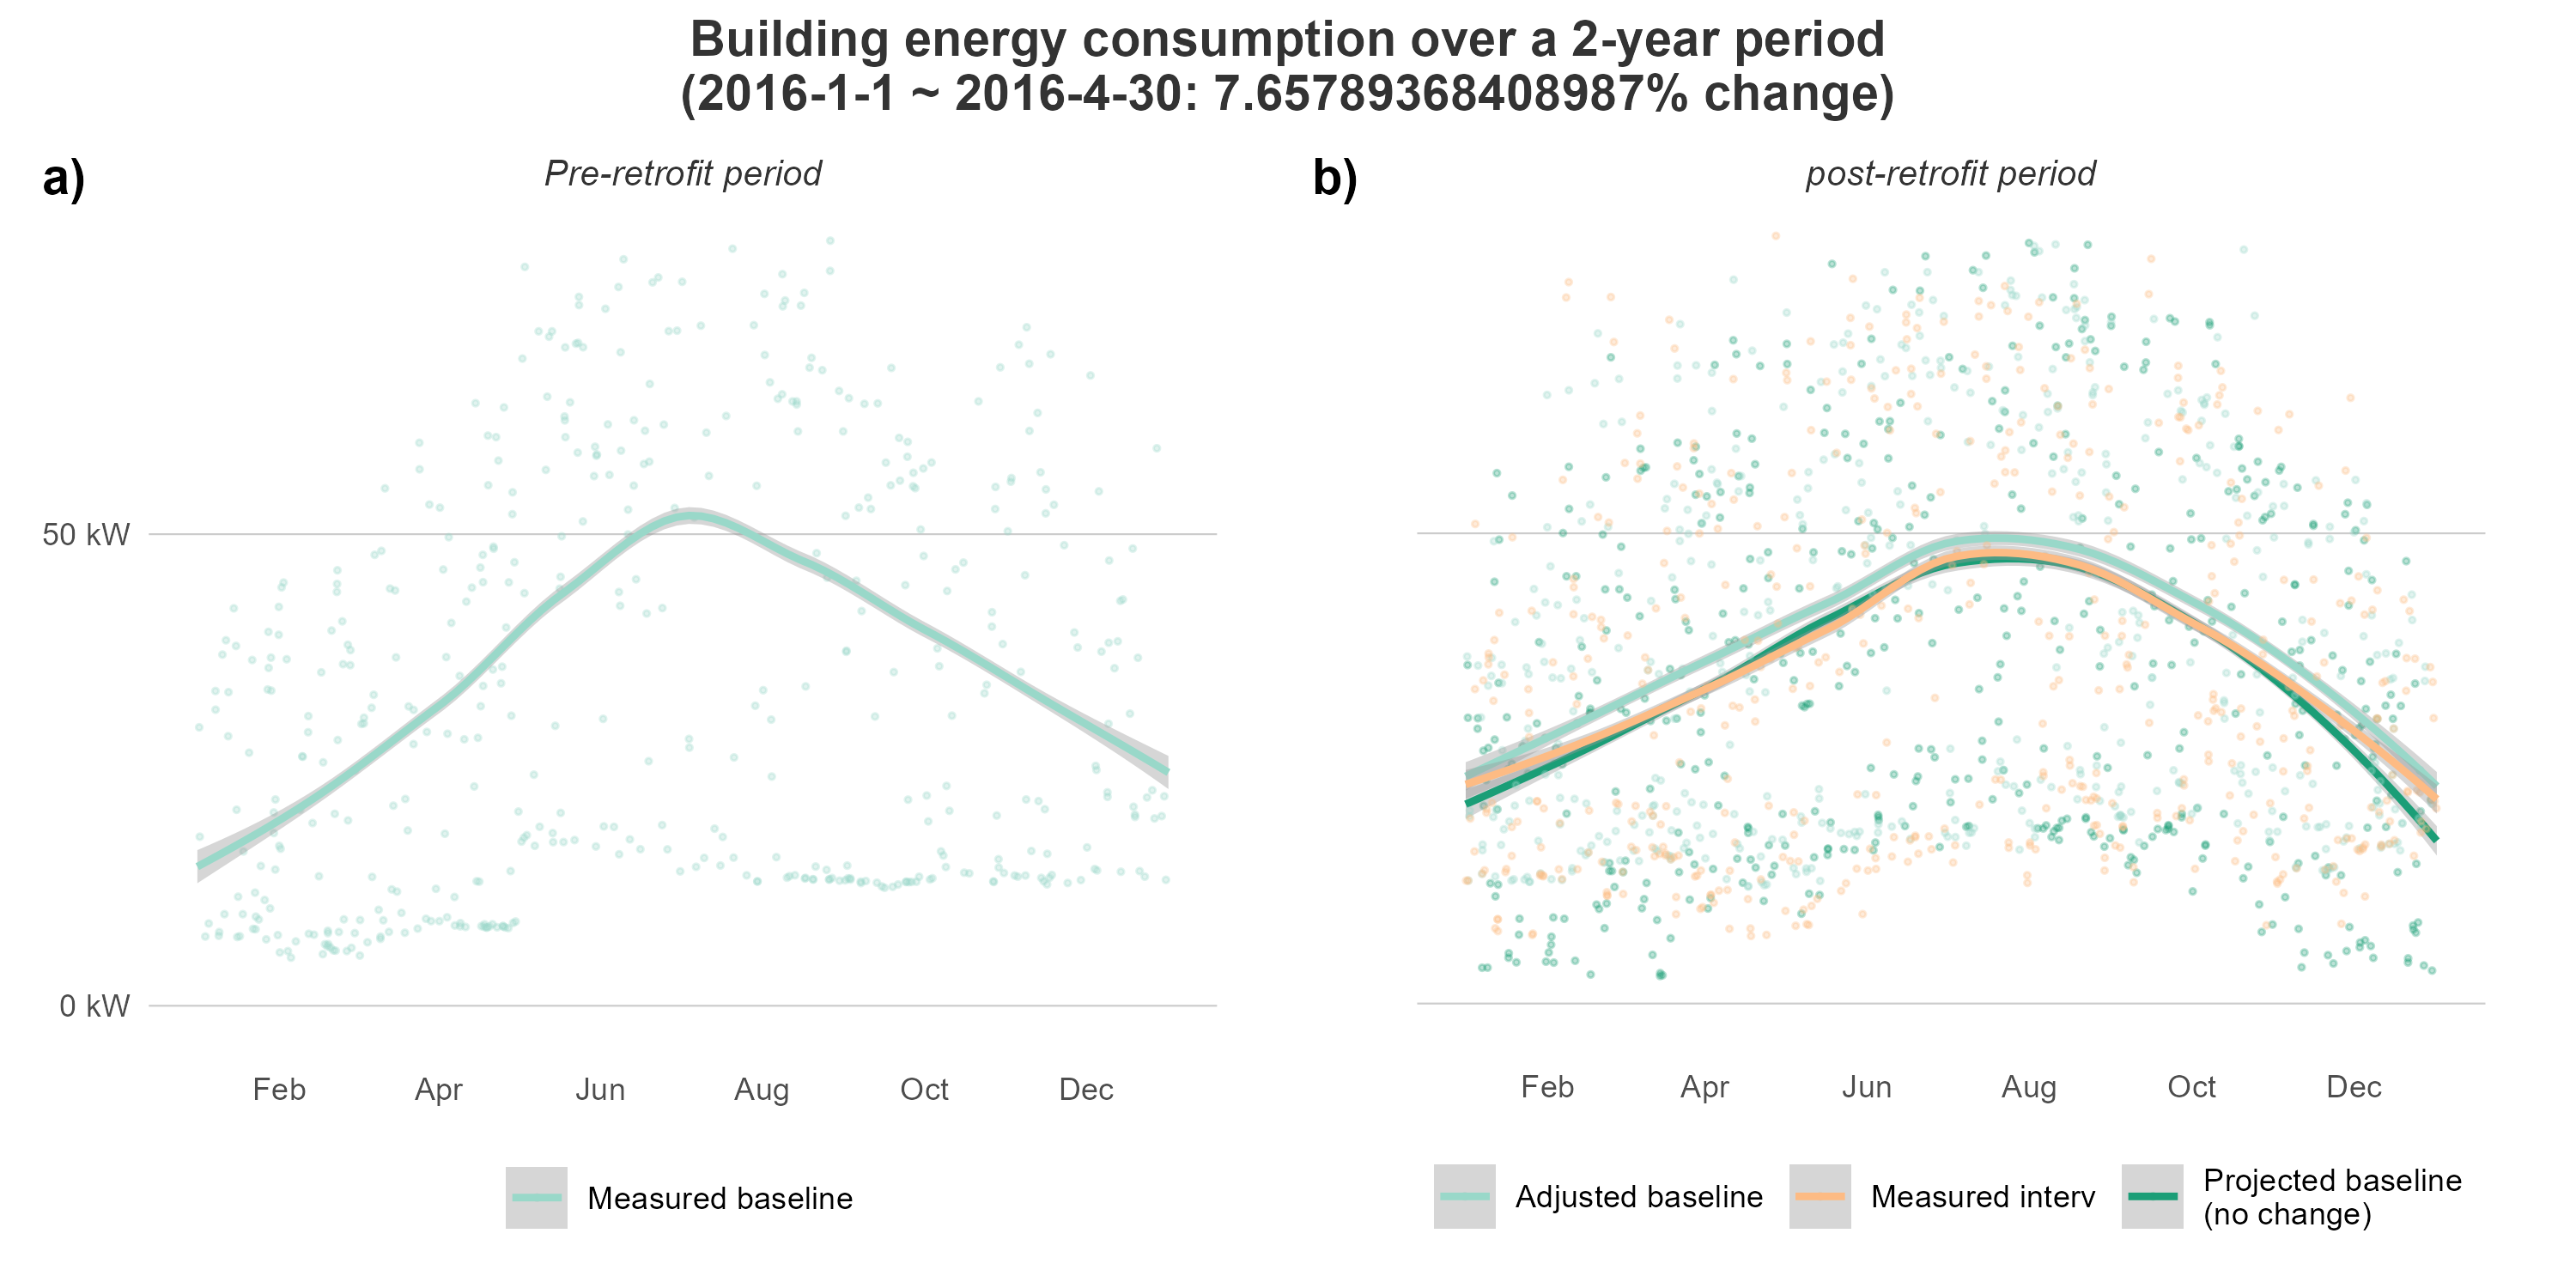 Building energy consumption over a 2-year period
(2016-1-1 ~ 2016-4-30: 7.65789368408987% change)
a)
Pre-retrofit period
50 kW
0 kW
Feb Apr Jun Aug Oct Dec
Measured baseline
b)
post-retrofit period
Feb Apr Jun Aug Oct Dec
Adjusted baseline
Measured interv
Projected baseline
(no change)